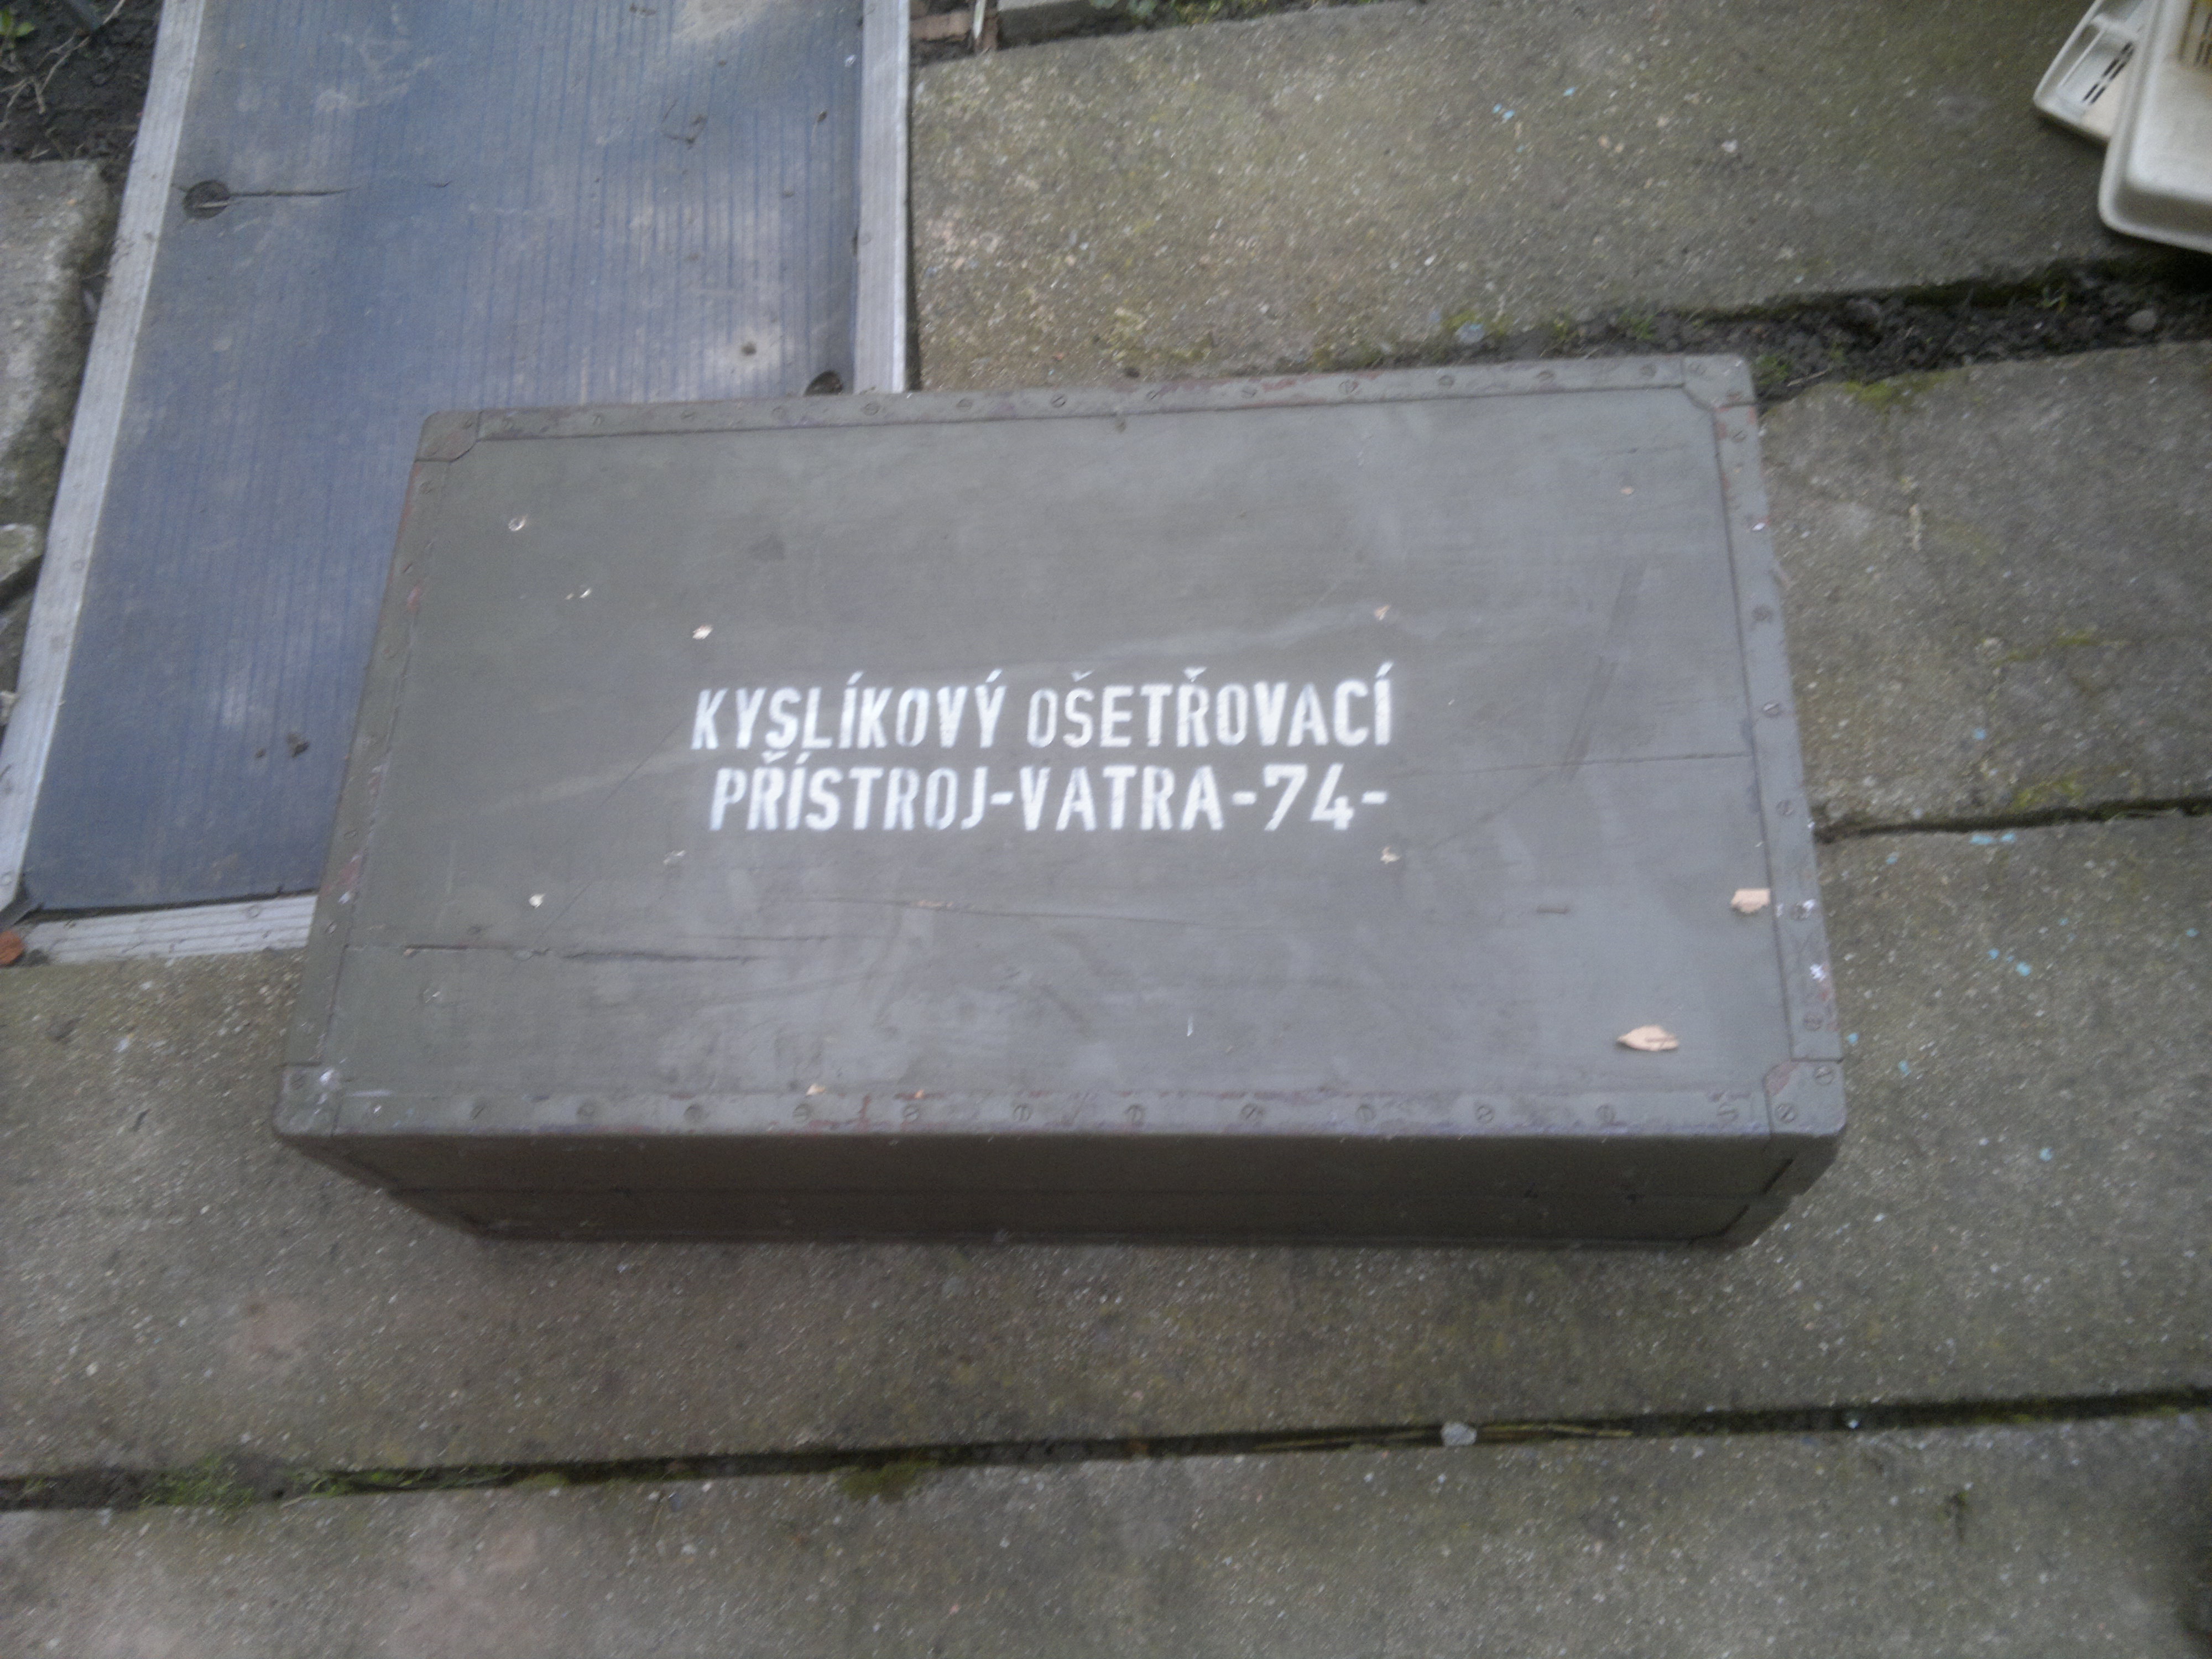 KYSLÍKOVÝ OŠETŘOVACÍ
PŘÍSTROJ-VATRA-74-